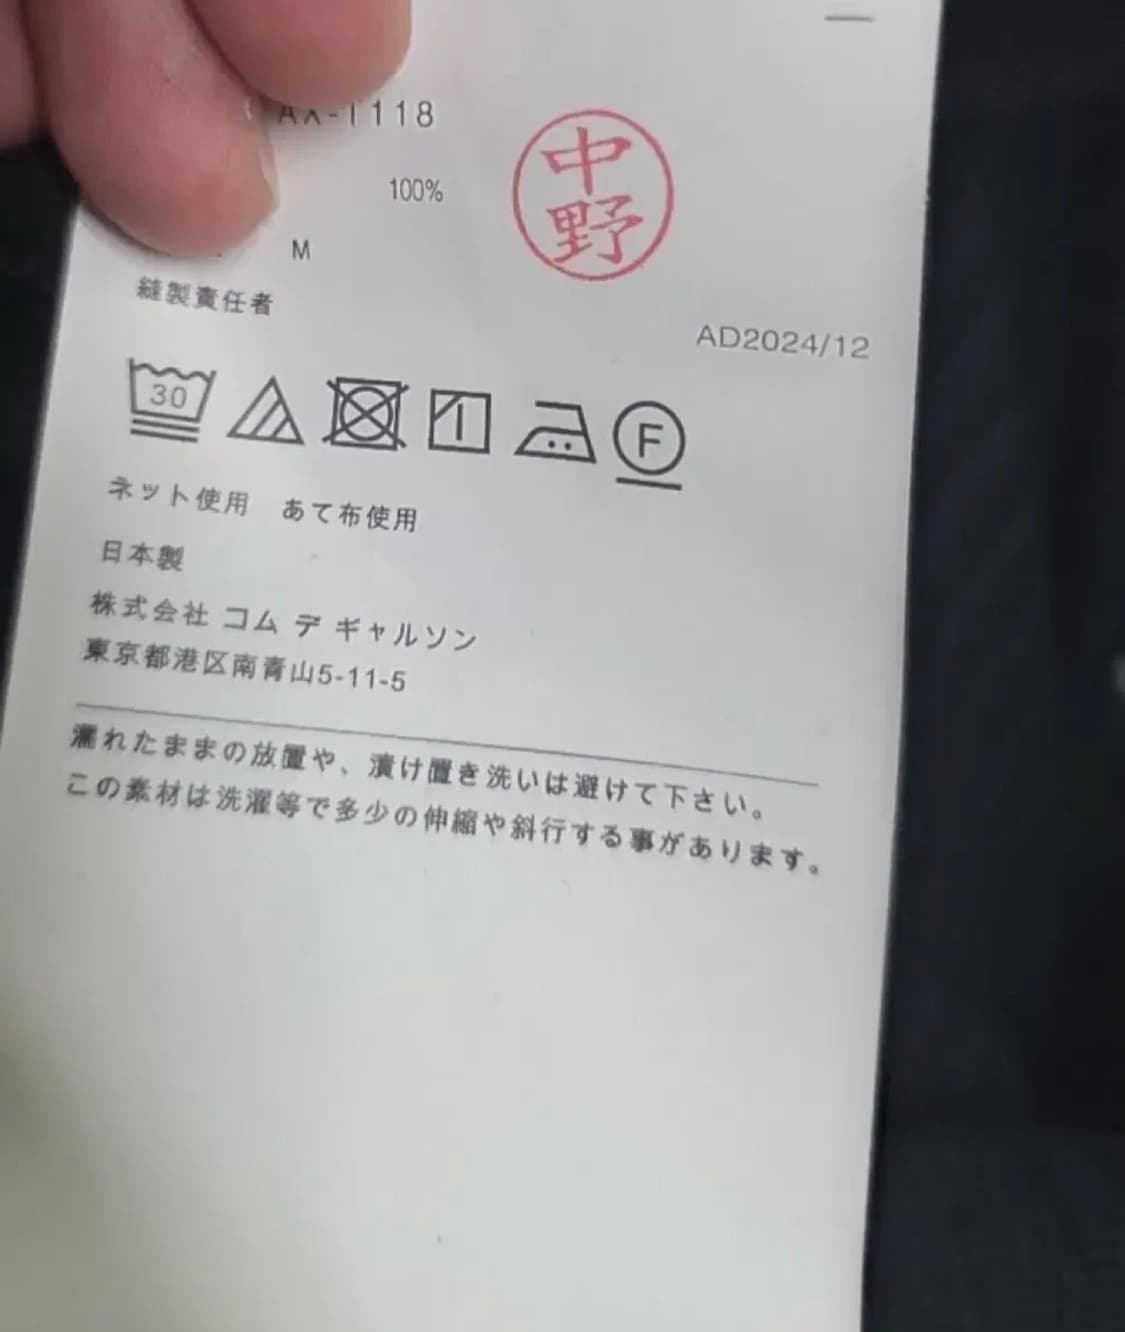 AX-T118
中野
100%
M
縫製責任者
AD2024/12
30
F
ネット使用 あて布使用
日本製
株式会社 コム デ ギャルソン
東京都港区南青山5-11-5
濡れたままの放置や、漬け置き洗いは避けて下さい。
この素材は洗濯等で多少の伸縮や斜行する事があります。